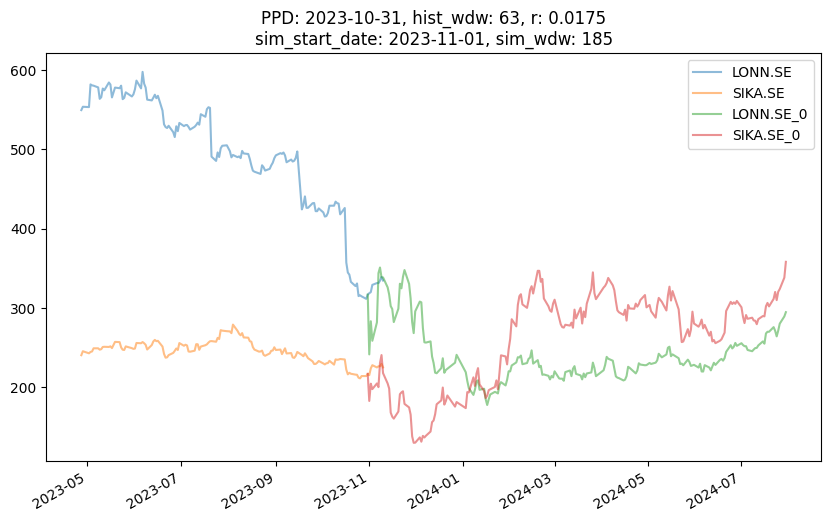 PPD: 2023-10-31, hist_wdw: 63, r: 0.0175
sim_start_date: 2023-11-01, sim_wdw: 185
600
500
400
300
200
LONN.SE
SIKA.SE
LONN.SE_0
SIKA.SE_0
2023-05
2023-07
2023-09
2023-11
2024-01
2024-03
2024-05
2024-07